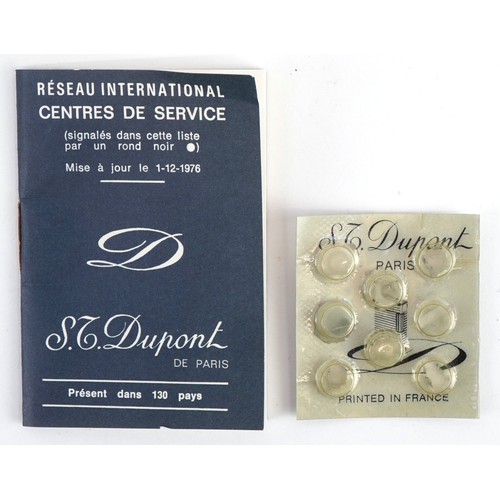 RÉSEAU INTERNATIONAL
CENTRES DE SERVICE
(signalés dans cette liste
par un rond noir ●)
Mise à jour le 1-12-1976
D
S.T. Dupont
DE PARIS
Présent dans 130 pays
S.T. Dupont
PARIS
D
PRINTED IN FRANCE